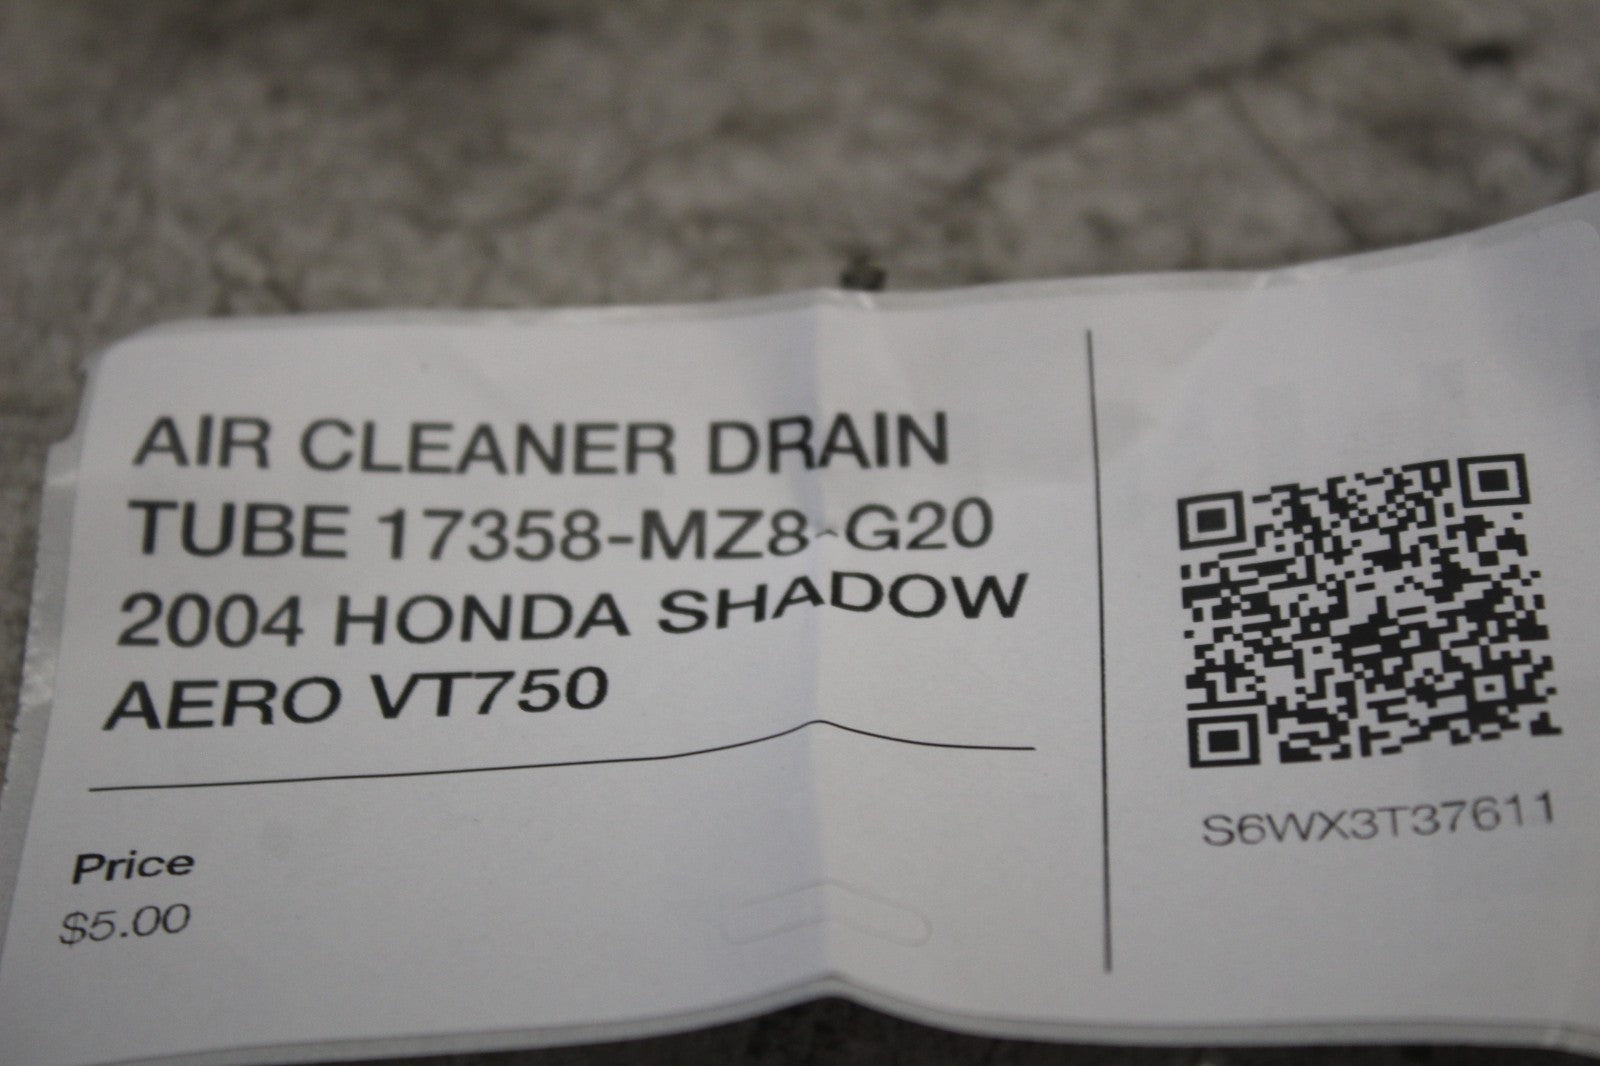 AIR CLEANER DRAIN
TUBE 17358-MZ8-G20
2004 HONDA SHADOW
AERO VT750
Price
$5.00
S6WX3T37611